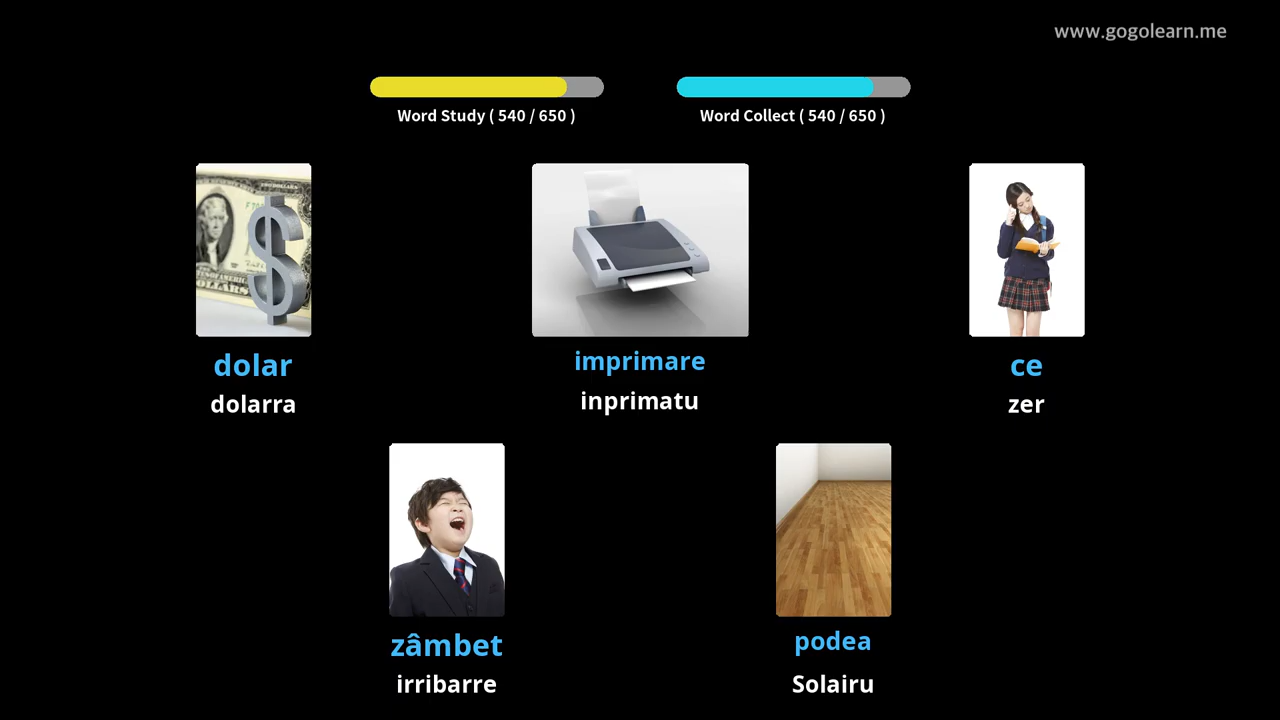 www.gogolearn.me
Word Study ( 540 / 650 )
Word Collect ( 540 / 650 )
dolar
dolarra
imprimare
inprimatu
ce
zer
zâmbet
irribarre
podea
Solairu